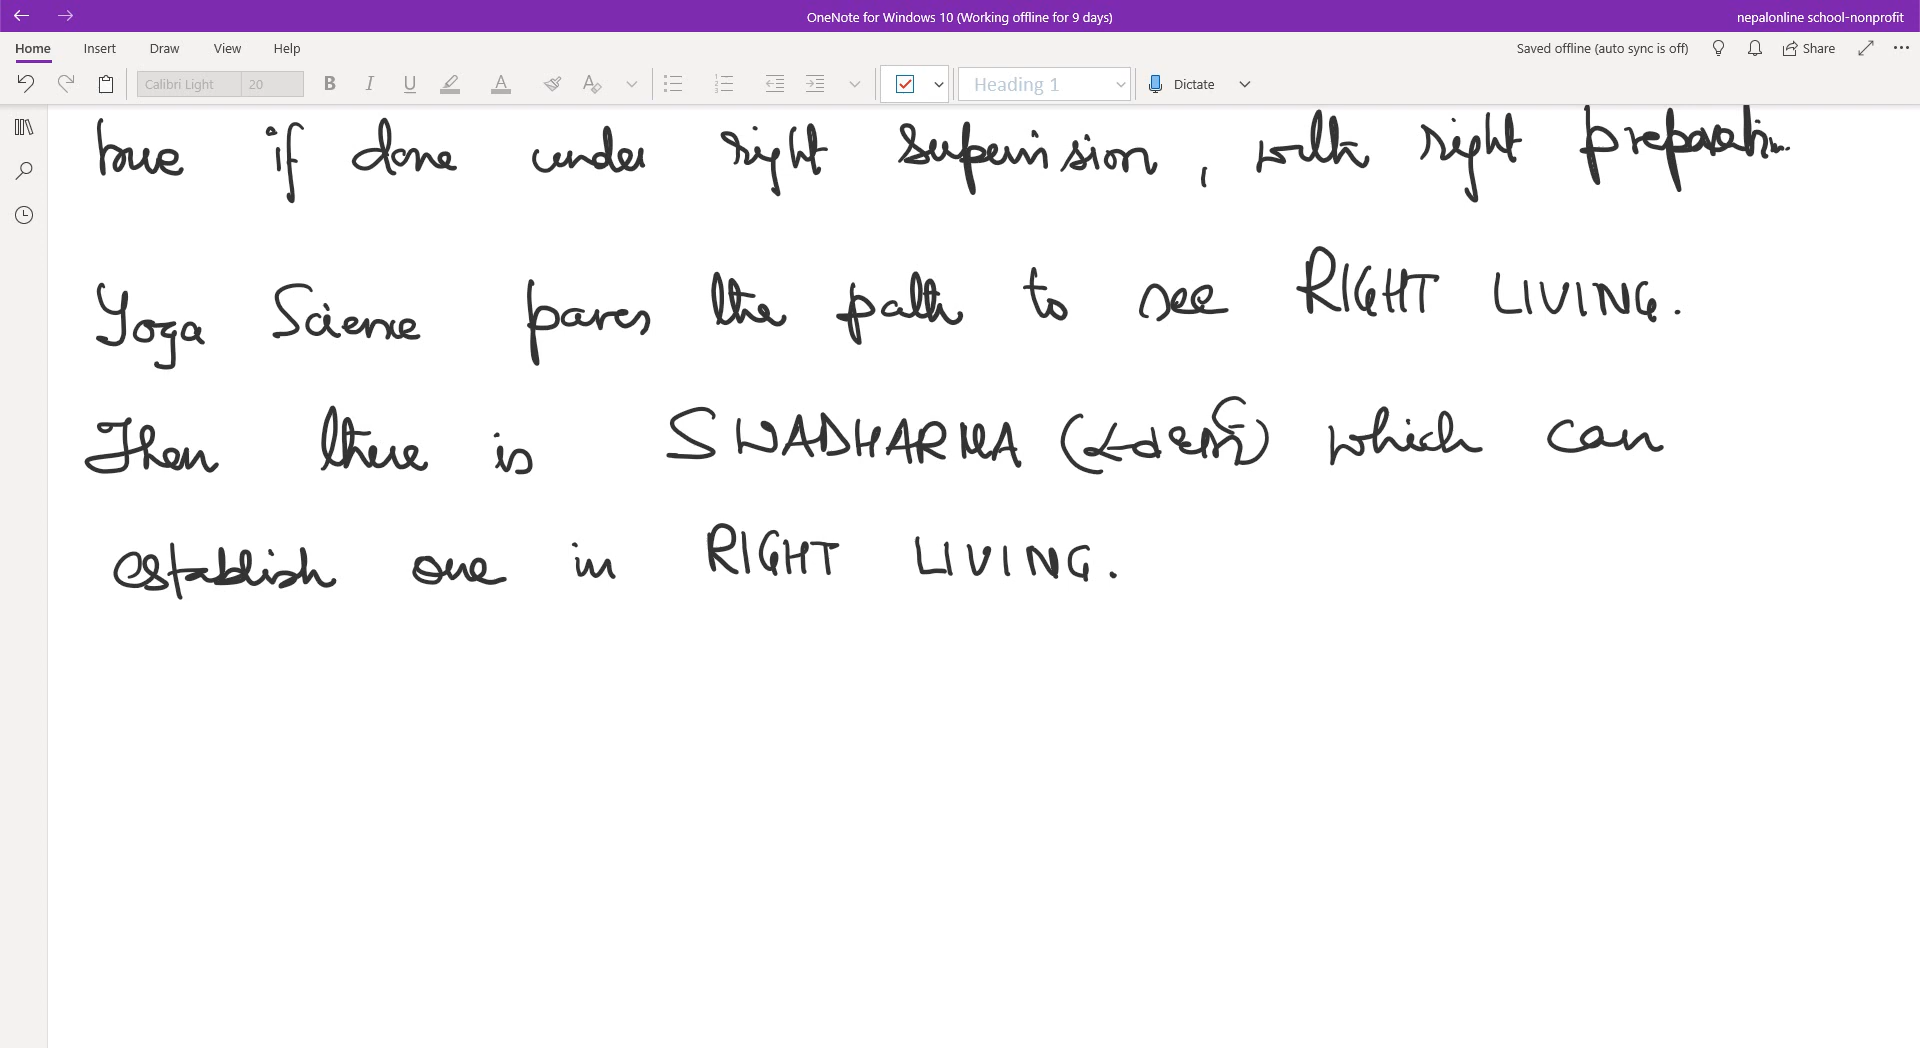 OneNote for Windows 10 (Working offline for 9 days)
nepalonline school-nonprofit
Home Insert Draw View Help
Saved offline (auto sync is off) Share
Calibri Light 20 B I U A A Heading 1 Dictate
true if done under right supervision, with right preparation.
Yoga Science paves the path to see RIGHT LIVING.
Then there is SWADHARMA (स्वधर्म) which can
establish one in RIGHT LIVING.